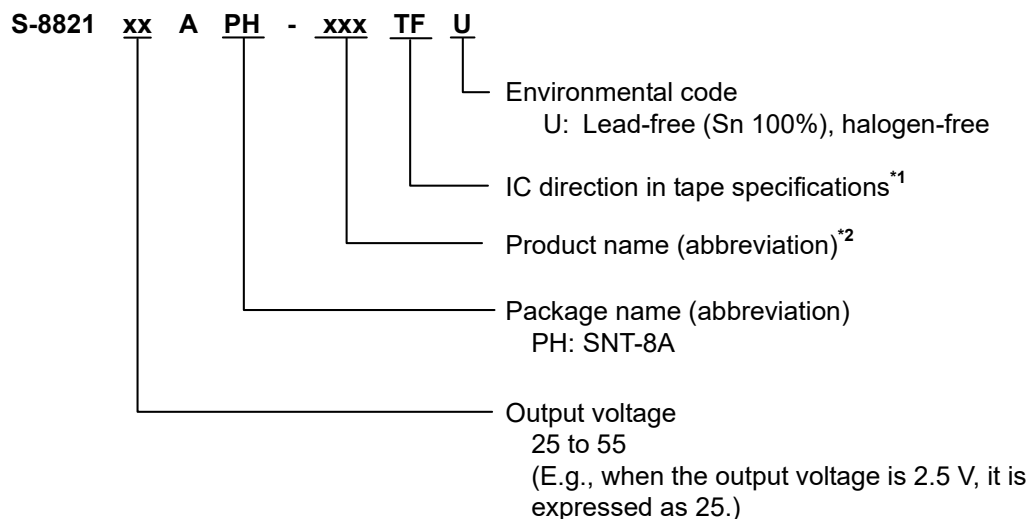 S-8821 xx A PH - xxx TF U
Environmental code
U: Lead-free (Sn 100%), halogen-free
IC direction in tape specifications*1
Product name (abbreviation)*2
Package name (abbreviation)
PH: SNT-8A
Output voltage
25 to 55
(E.g., when the output voltage is 2.5 V, it is
expressed as 25.)